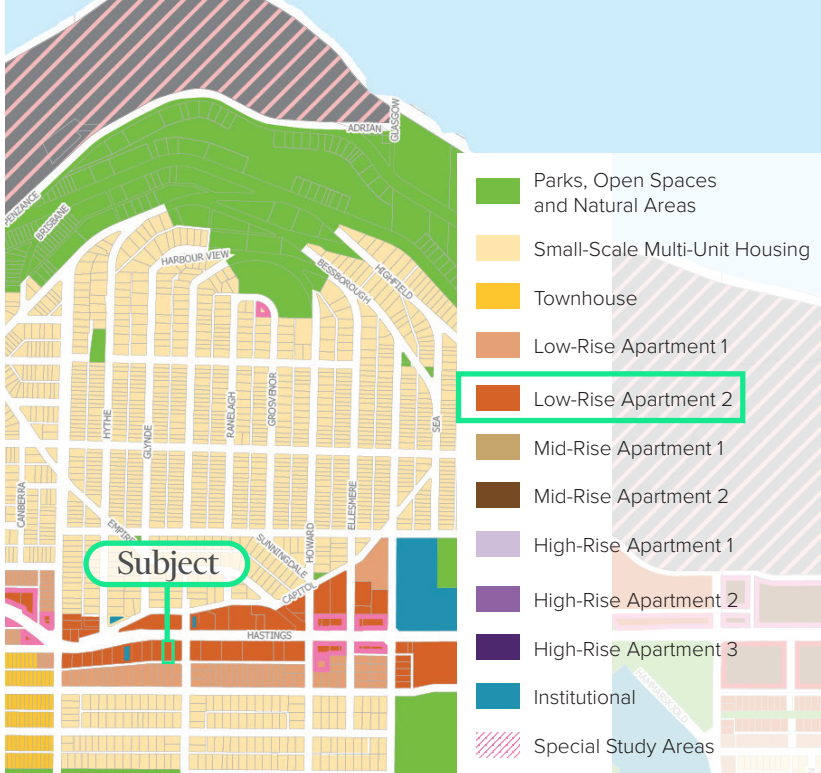 GLASGOW
ADRIAN
PENZANCE
BRISBANE
HARBOUR VIEW
BESSBOROUGH
HIGHFIELD
HYTHE
GLYNDE
RANELAGH
GROSVENOR
SEA
CANBERRA
ELLESMERE
HOWARD
EMPIRE
SUNNINGDALE
CAPITOL
HASTINGS
Subject
Parks, Open Spaces
and Natural Areas
Small-Scale Multi-Unit Housing
Townhouse
Low-Rise Apartment 1
Low-Rise Apartment 2
Mid-Rise Apartment 1
Mid-Rise Apartment 2
High-Rise Apartment 1
High-Rise Apartment 2
High-Rise Apartment 3
Institutional
Special Study Areas